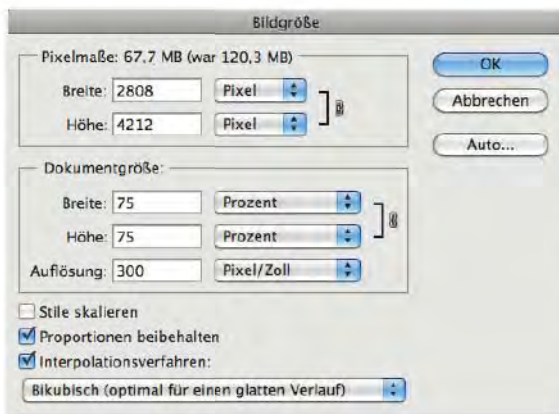 Bildgröße
Pixelmaße: 67,7 MB (war 120,3 MB)
Breite: 2808 Pixel
Höhe: 4212 Pixel
OK
Abbrechen
Auto...
Dokumentgröße:
Breite: 75 Prozent
Höhe: 75 Prozent
Auflösung: 300 Pixel/Zoll
Stile skalieren
Proportionen beibehalten
Interpolationsverfahren:
Bikubisch (optimal für einen glatten Verlauf)